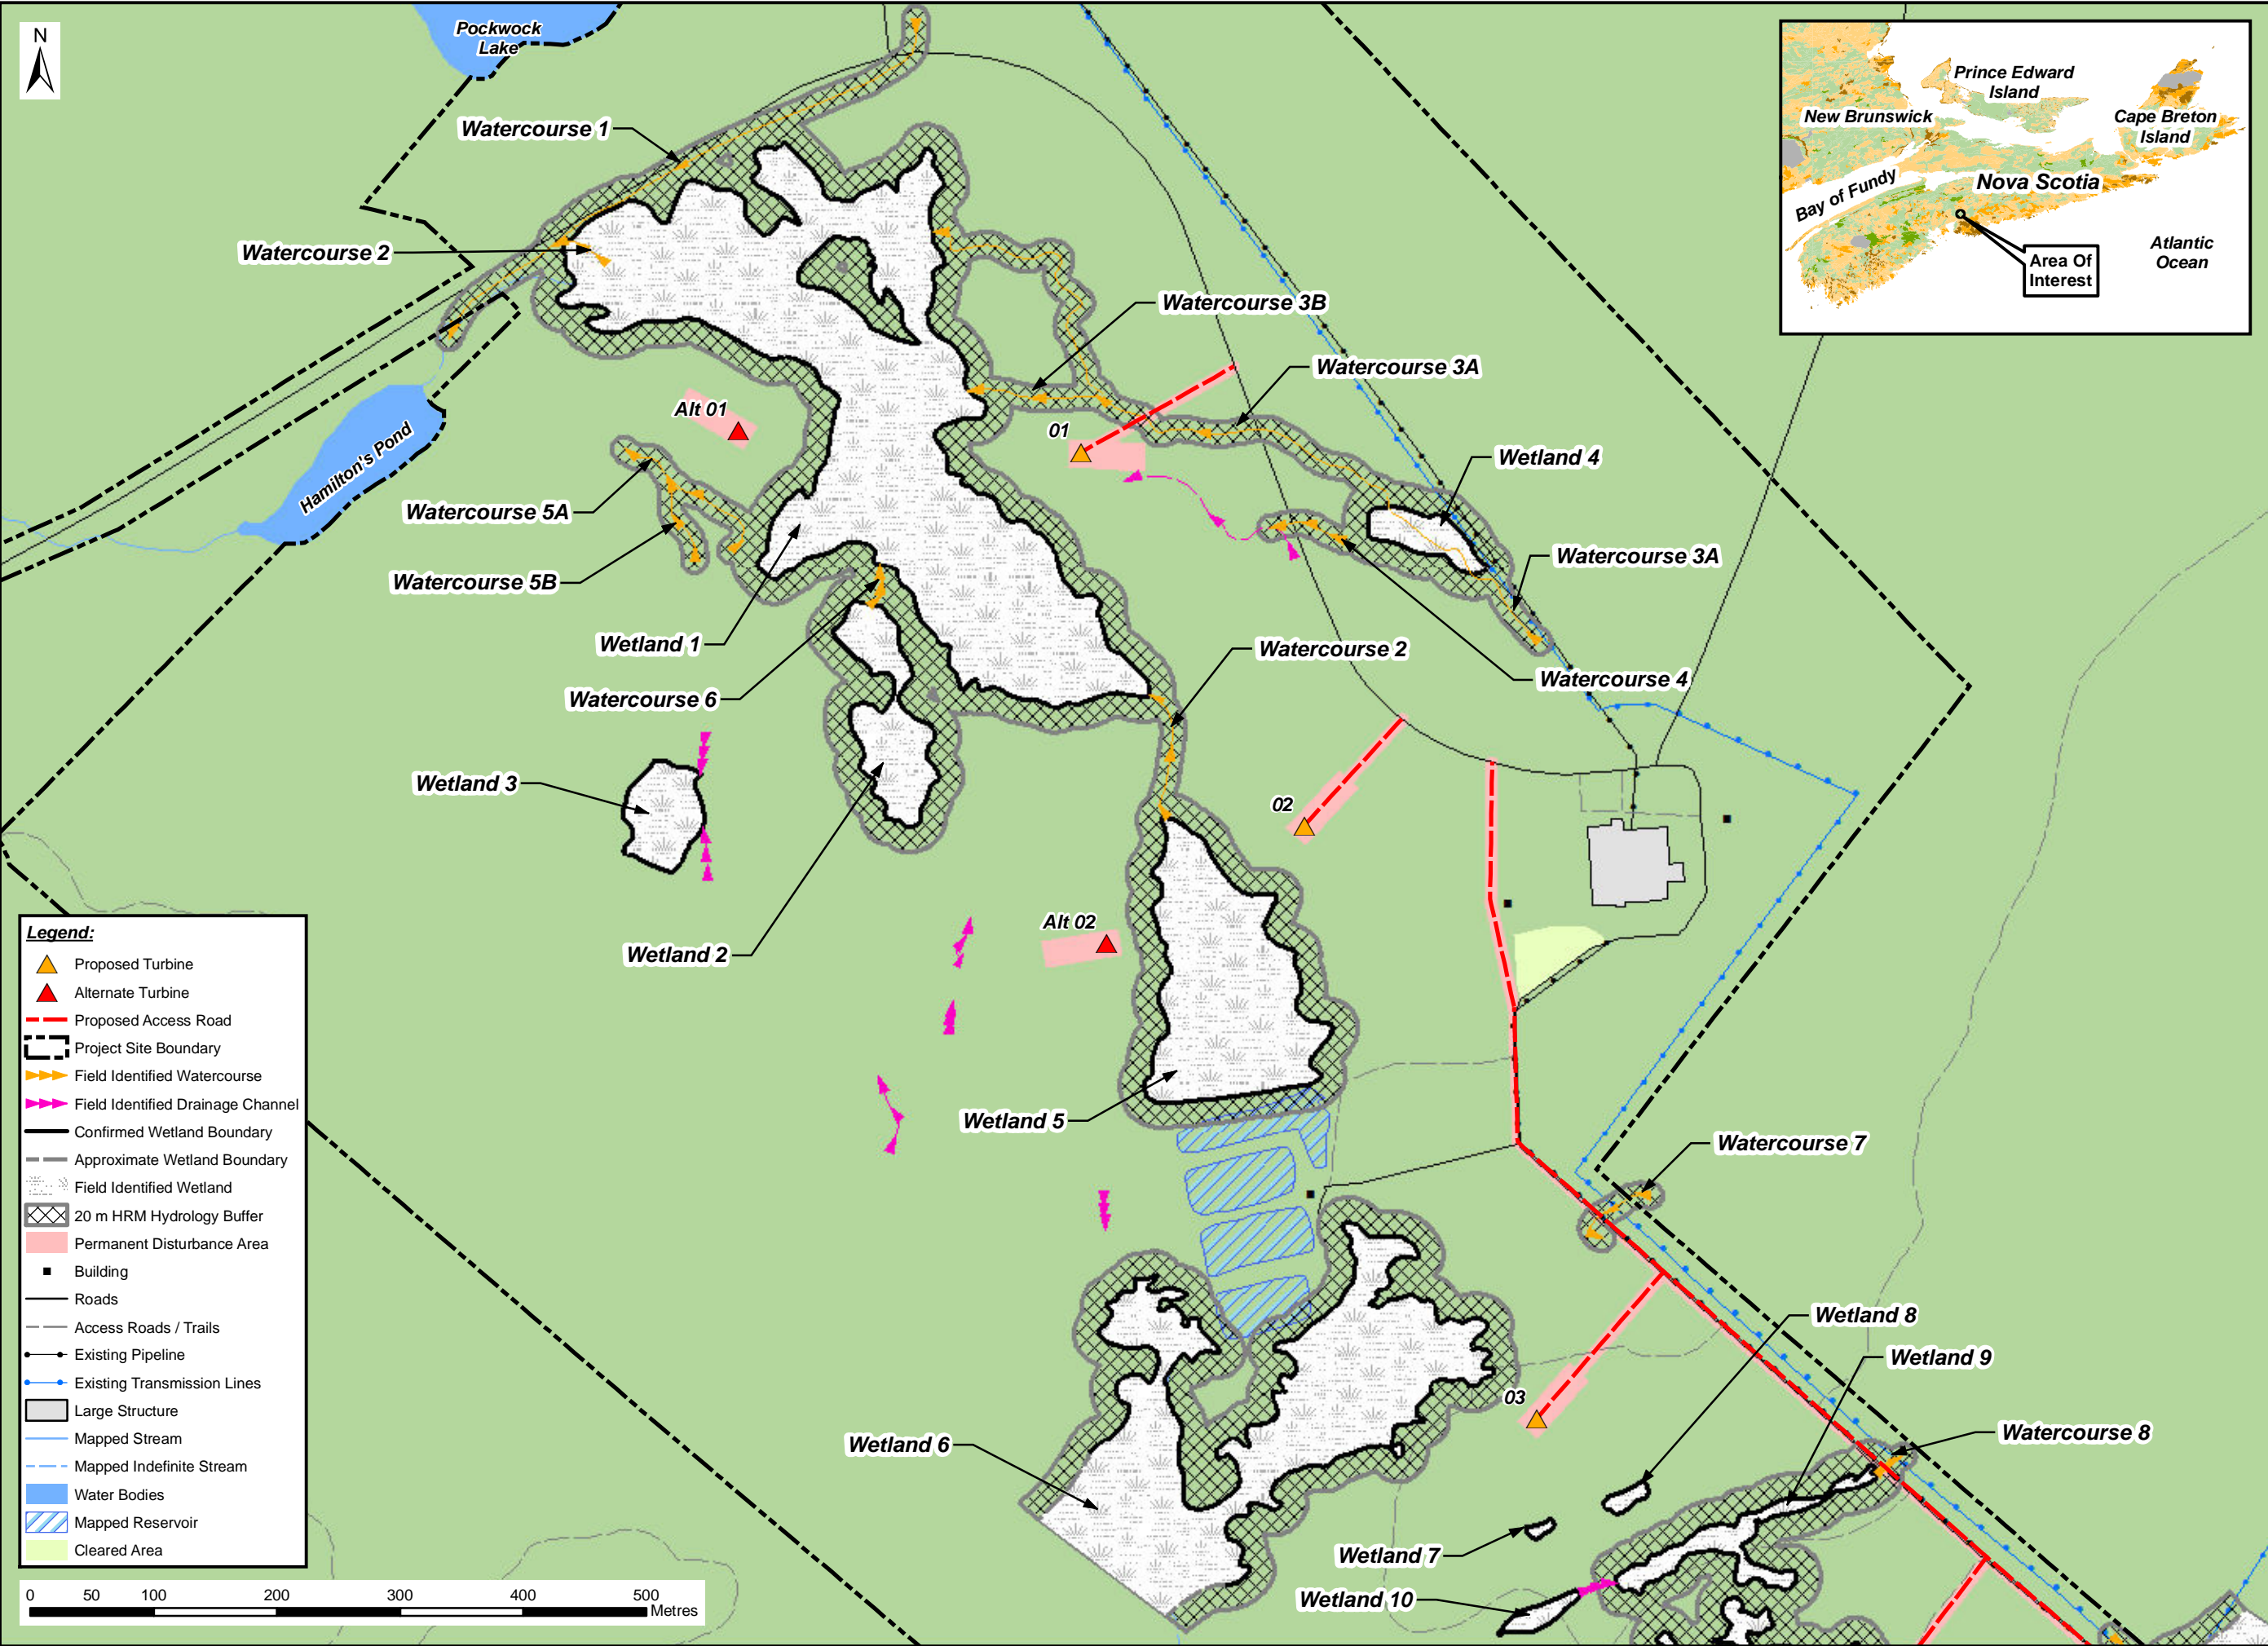 N
Pockwock
Lake
Watercourse 1
Watercourse 2
Watercourse 3B
Watercourse 3A
Alt 01
01
Wetland 4
Hamilton's Pond
Watercourse 5A
Watercourse 5B
Watercourse 3A
Wetland 1
Watercourse 2
Watercourse 4
Watercourse 6
Wetland 3
02
Alt 02
Wetland 2
Wetland 5
Watercourse 7
Wetland 8
Wetland 9
03
Wetland 6
Watercourse 8
Wetland 7
Wetland 10
Prince Edward
Island
New Brunswick
Cape Breton
Island
Bay of Fundy
Nova Scotia
Atlantic
Ocean
Area Of
Interest
Legend:
Proposed Turbine
Alternate Turbine
Proposed Access Road
Project Site Boundary
Field Identified Watercourse
Field Identified Drainage Channel
Confirmed Wetland Boundary
Approximate Wetland Boundary
Field Identified Wetland
20 m HRM Hydrology Buffer
Permanent Disturbance Area
Building
Roads
Access Roads / Trails
Existing Pipeline
Existing Transmission Lines
Large Structure
Mapped Stream
Mapped Indefinite Stream
Water Bodies
Mapped Reservoir
Cleared Area
0 50 100 200 300 400 500
Metres